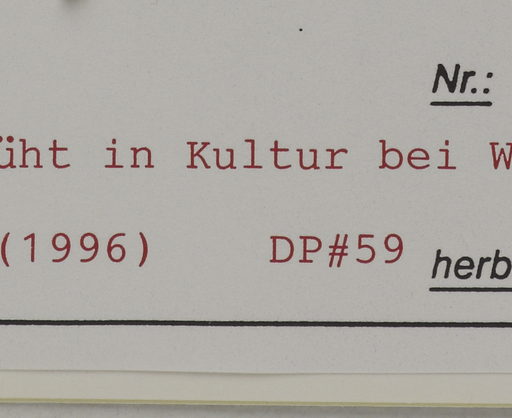 Nr.:
üht in Kultur bei W
(1996) DP#59 herb